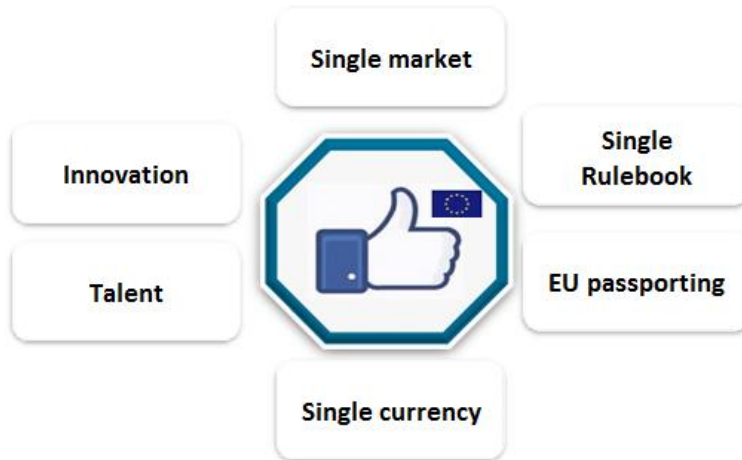 Single market
Innovation
Single
Rulebook
Talent
EU passporting
Single currency